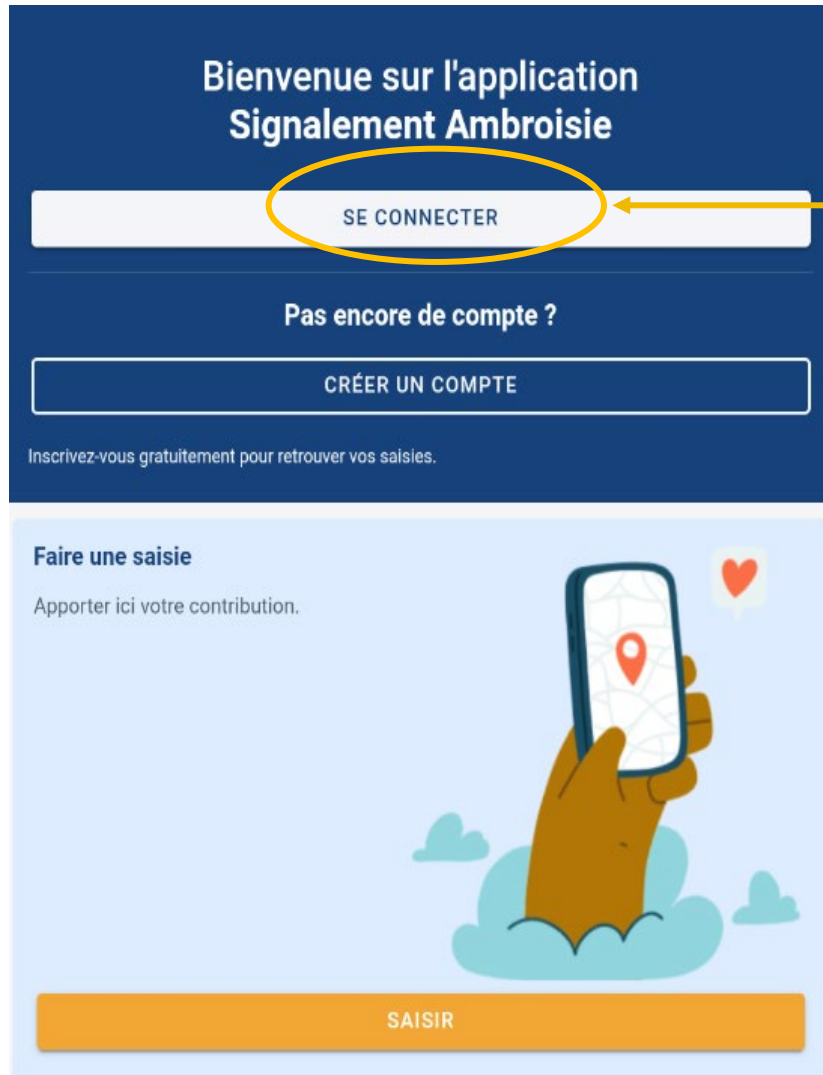 Bienvenue sur l'application
Signalement Ambroisie
SE CONNECTER
Pas encore de compte ?
CRÉER UN COMPTE
Inscrivez-vous gratuitement pour retrouver vos saisies.
Faire une saisie
Apporter ici votre contribution.
SAISIR